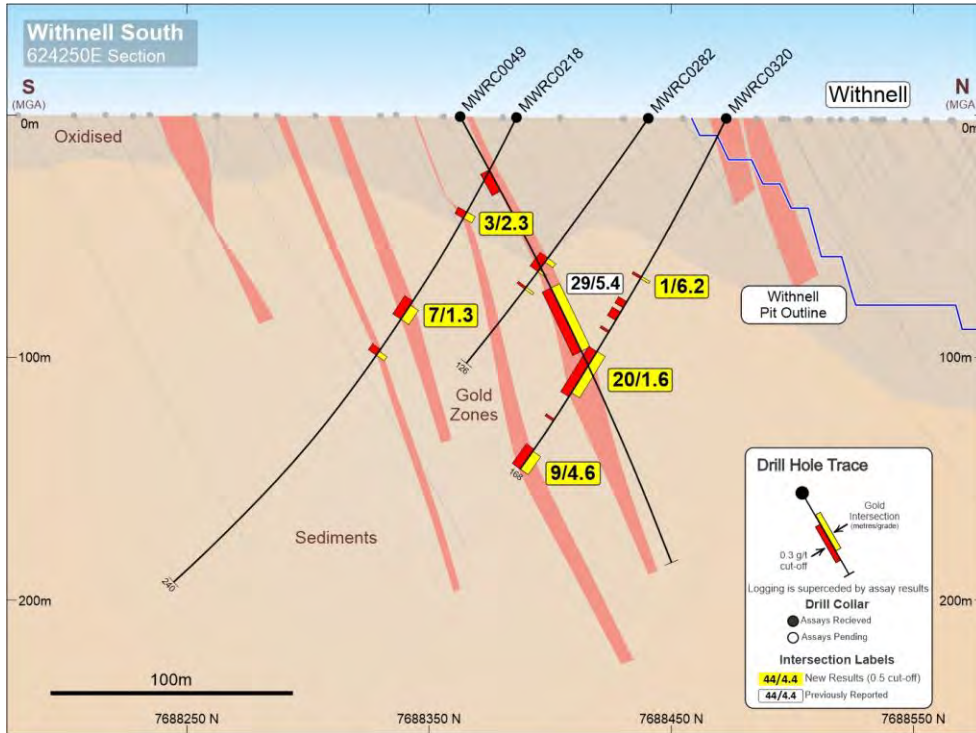 Withnell South
624250E Section
S
(MGA)
MWRC0049
MWRC0218
MWRC0282
MWRC0320
Withnell
N
(MGA)
0m
0m
Oxidised
3/2.3
29/5.4
1/6.2
7/1.3
Withnell
Pit Outline
100m
100m
126
20/1.6
Gold
Zones
9/4.6
168
Sediments
240
200m
200m
Drill Hole Trace
Gold
Intersection
(metres/grade)
0.3 g/t
cut-off
Logging is superceded by assay results
Drill Collar
Assays Recieved
Assays Pending
Intersection Labels
44/4.4 New Results (0.5 cut-off)
44/4.4 Previously Reported
100m
7688250 N
7688350 N
7688450 N
7688550 N